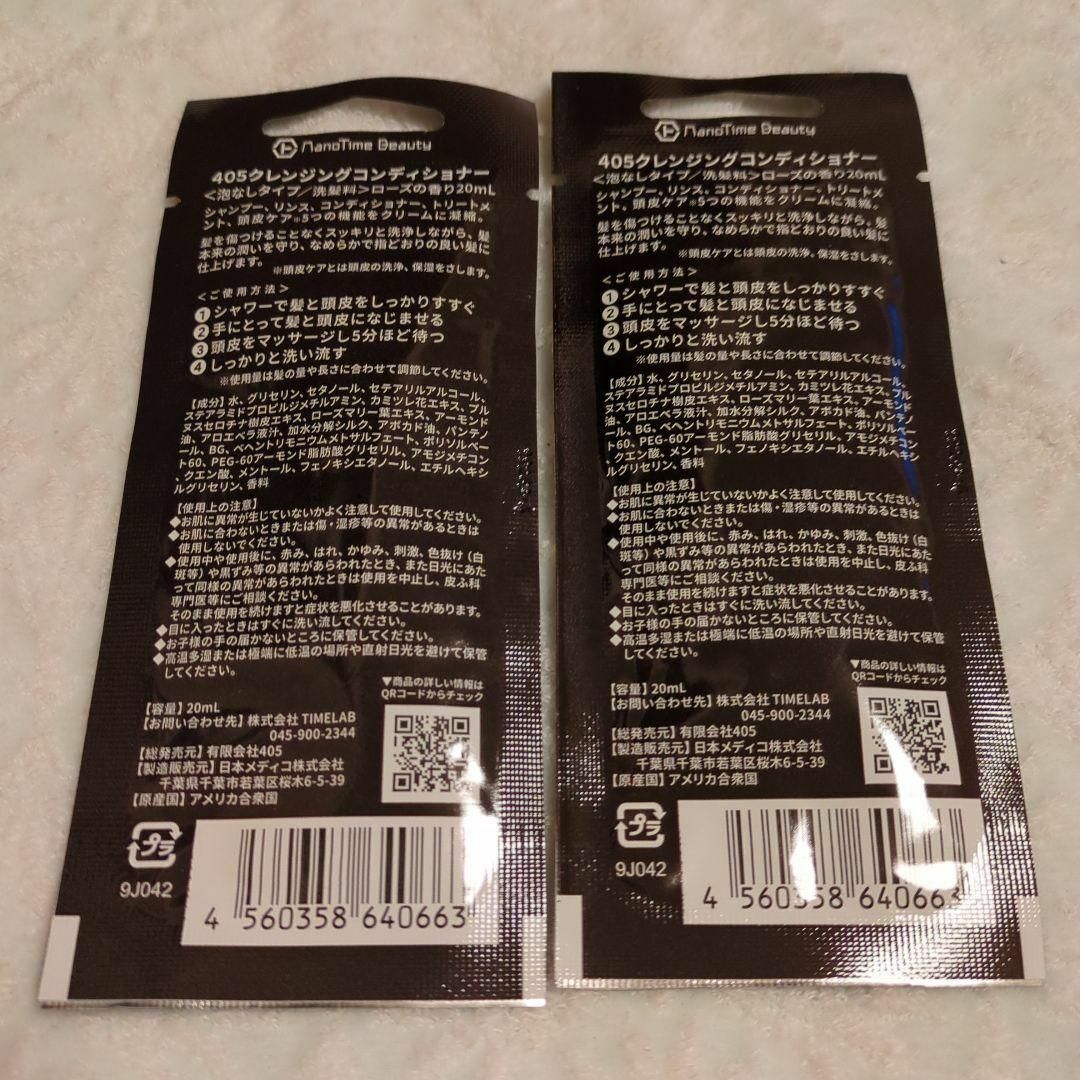 NanoTime Beauty
405クレンジングコンディショナー
<泡なしタイプ/洗髪料>ローズの香り20mL
シャンプー、リンス、コンディショナー、トリートメ
ント、頭皮ケア※5つの機能をクリームに凝縮。
髪を傷つけることなくスッキリと洗浄しながら、髪
本来の潤いを守り、なめらかで指どおりの良い髪に
仕上げます。
※頭皮ケアとは頭皮の洗浄、保湿をさします。
<ご使用方法>
1 シャワーで髪と頭皮をしっかりすすぐ
2 手にとって髪と頭皮になじませる
3 頭皮をマッサージし5分ほど待つ
4 しっかりと洗い流す
※使用量は髪の量や長さに合わせて調節してください。
【成分】水、グリセリン、セタノール、セテアリルアルコール、
ステアラミドプロピルジメチルアミン、カミツレ花エキス、プル
ヌスセロチナ樹皮エキス、ローズマリー葉エキス、アーモンド
油、アロエベラ液汁、加水分解シルク、アボカド油、パンテノ
ール、BG、ベヘントリモニウムメトサルフェート、ポリソルベー
ト60、PEG-60アーモンド脂肪酸グリセリル、アモジメチコン
、クエン酸、メントール、フェノキシエタノール、エチルヘキシ
ルグリセリン、香料
【使用上の注意】
◆お肌に異常が生じていないかよく注意して使用してください。
◆お肌に合わないときまたは傷・湿疹等の異常があるときは
使用しないでください。
◆使用中や使用後に、赤み、はれ、かゆみ、刺激、色抜け(白
斑等)や黒ずみ等の異常があらわれたとき、また日光にあた
って同様の異常があらわれたときは使用を中止し、皮ふ科
専門医等にご相談ください。
そのまま使用を続けますと症状を悪化させることがあります。
◆目に入ったときはすぐに洗い流してください。
◆お子様の手の届かないところに保管してください。
◆高温多湿または極端に低温の場所や直射日光を避けて保管
してください。
▼商品の詳しい情報は
QRコードからチェック
【容量】20mL
【お問い合わせ先】株式会社 TIMELAB
045-900-2344
【総発売元】有限会社405
【製造販売元】日本メディコ株式会社
千葉県千葉市若葉区桜木6-5-39
【原産国】アメリカ合衆国
プラ
9J042
4 560358 640663
NanoTime Beauty
405クレンジングコンディショナー
<泡なしタイプ/洗髪料>ローズの香り20mL
シャンプー、リンス、コンディショナー、トリートメ
ント、頭皮ケア※5つの機能をクリームに凝縮。
髪を傷つけることなくスッキリと洗浄しながら、髪
本来の潤いを守り、なめらかで指どおりの良い髪に
仕上げます。
※頭皮ケアとは頭皮の洗浄、保湿をさします。
<ご使用方法>
1 シャワーで髪と頭皮をしっかりすすぐ
2 手にとって髪と頭皮になじませる
3 頭皮をマッサージし5分ほど待つ
4 しっかりと洗い流す
※使用量は髪の量や長さに合わせて調節してください。
【成分】水、グリセリン、セタノール、セテアリルアルコール、
ステアラミドプロピルジメチルアミン、カミツレ花エキス、プル
ヌスセロチナ樹皮エキス、ローズマリー葉エキス、アーモンド
油、アロエベラ液汁、加水分解シルク、アボカド油、パンテノ
ール、BG、ベヘントリモニウムメトサルフェート、ポリソルベー
ト60、PEG-60アーモンド脂肪酸グリセリル、アモジメチコン
、クエン酸、メントール、フェノキシエタノール、エチルヘキシ
ルグリセリン、香料
【使用上の注意】
◆お肌に異常が生じていないかよく注意して使用してください。
◆お肌に合わないときまたは傷・湿疹等の異常があるときは
使用しないでください。
◆使用中や使用後に、赤み、はれ、かゆみ、刺激、色抜け(白
斑等)や黒ずみ等の異常があらわれたとき、また日光にあた
って同様の異常があらわれたときは使用を中止し、皮ふ科
専門医等にご相談ください。
そのまま使用を続けますと症状を悪化させることがあります。
◆目に入ったときはすぐに洗い流してください。
◆お子様の手の届かないところに保管してください。
◆高温多湿または極端に低温の場所や直射日光を避けて保管
してください。
▼商品の詳しい情報は
QRコードからチェック
【容量】20mL
【お問い合わせ先】株式会社 TIMELAB
045-900-2344
【総発売元】有限会社405
【製造販売元】日本メディコ株式会社
千葉県千葉市若葉区桜木6-5-39
【原産国】アメリカ合衆国
プラ
9J042
4 560358 640663